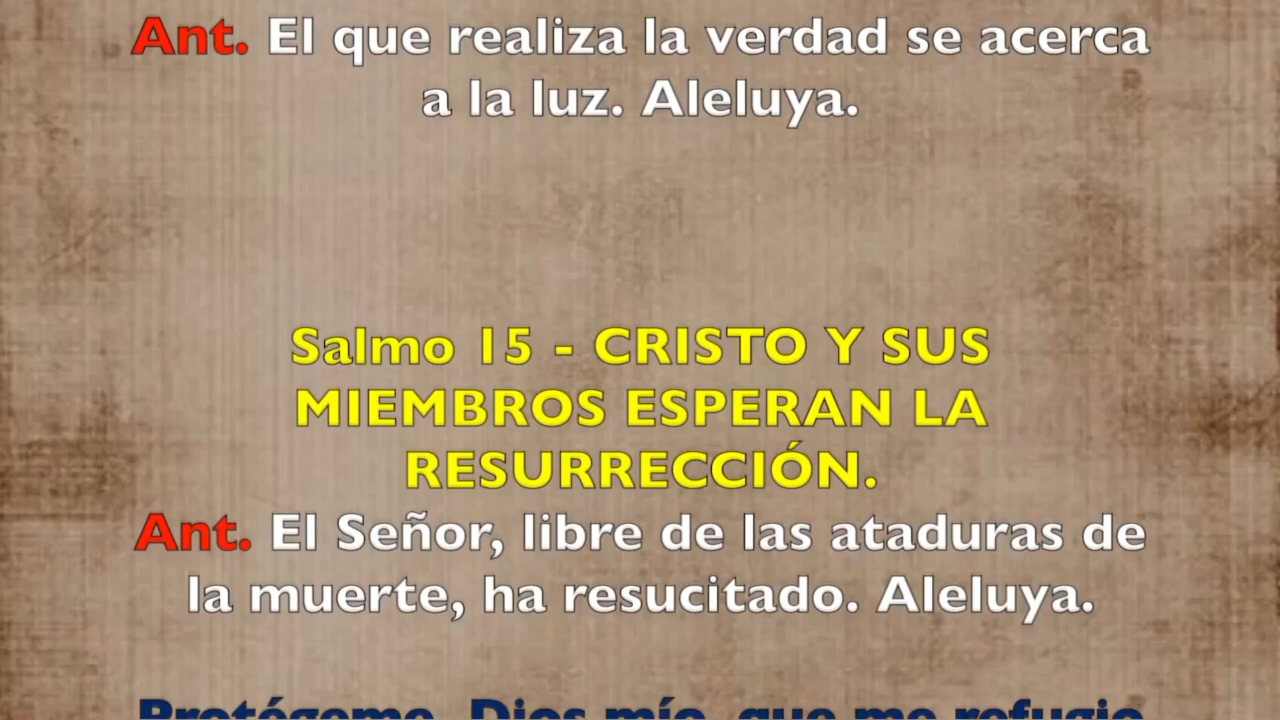 Ant. El que realiza la verdad se acerca
a la luz. Aleluya.
Salmo 15 - CRISTO Y SUS
MIEMBROS ESPERAN LA
RESURRECCIÓN.
Ant. El Señor, libre de las ataduras de
la muerte, ha resucitado. Aleluya.
Protégeme, Dios mío, que me refugio